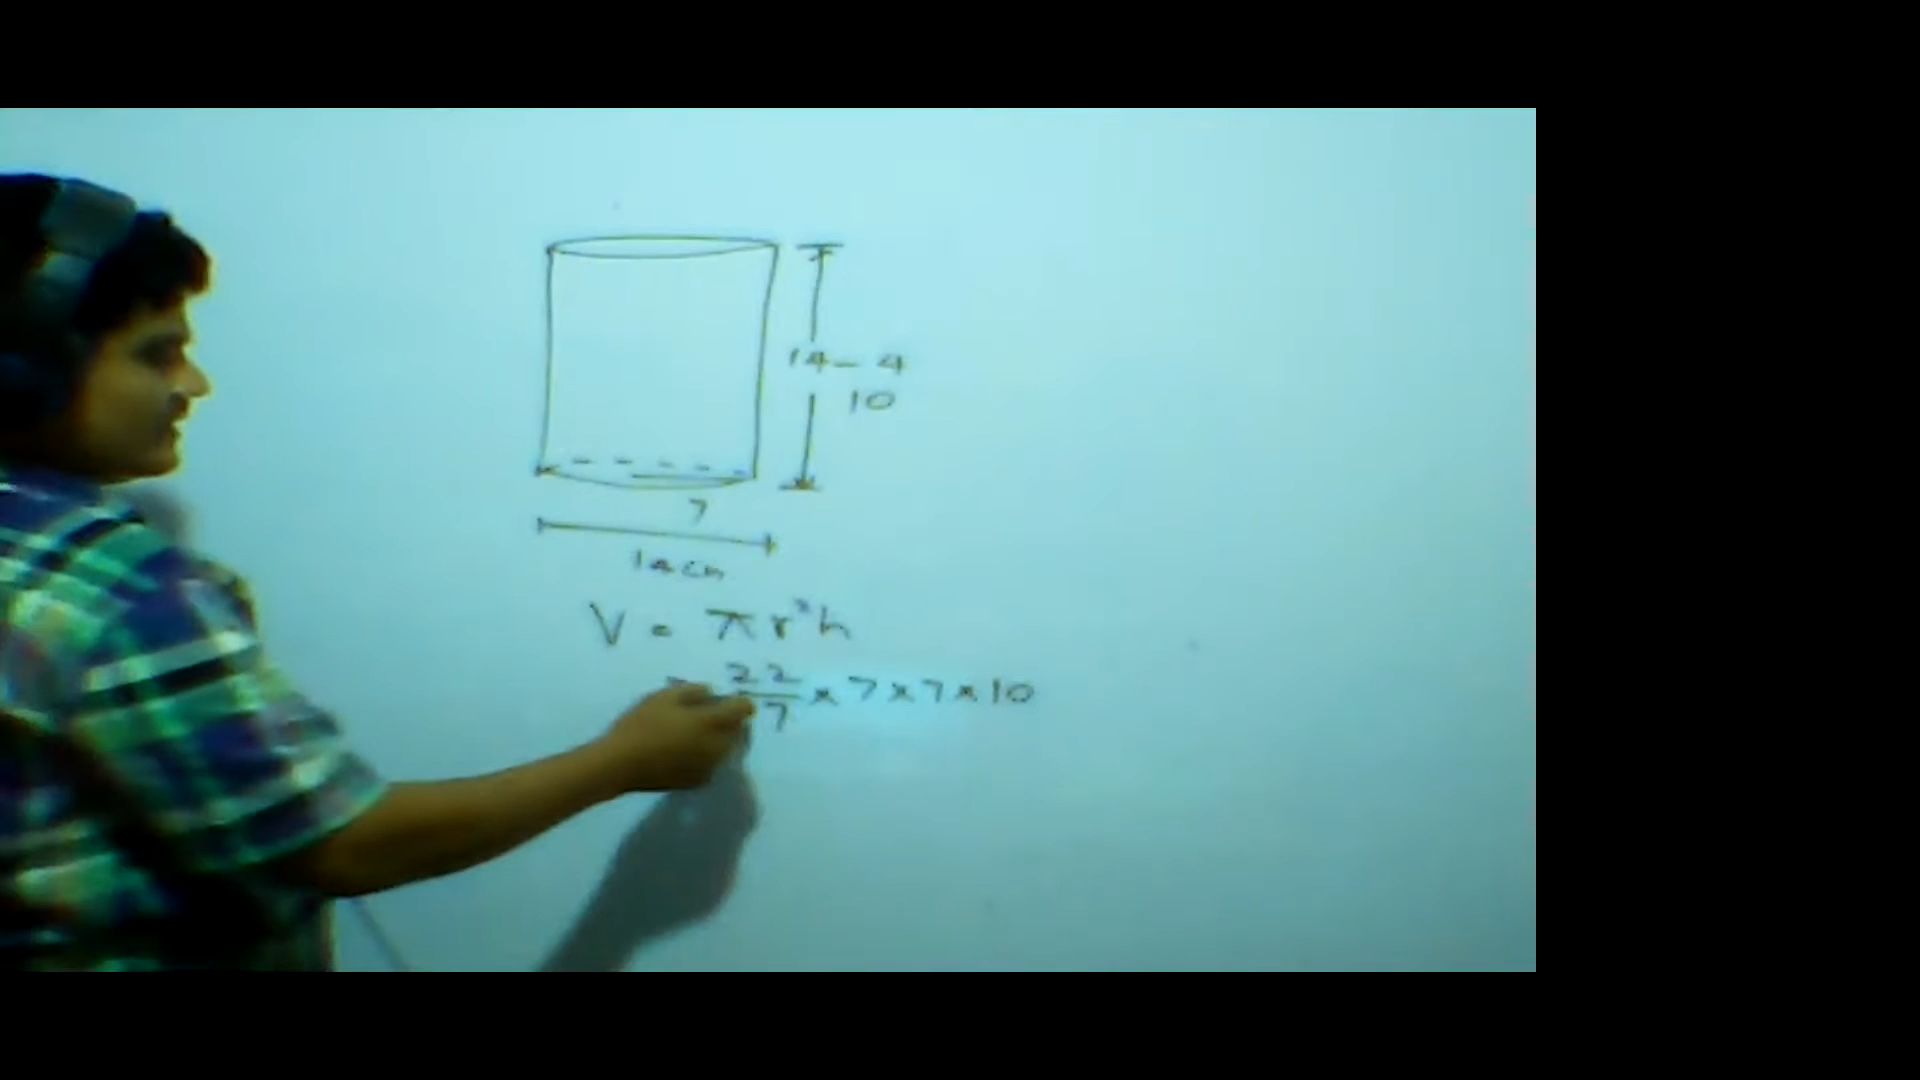 14 - 4
10
7
14cm
V = πr²h
= 22/7 × 7 × 7 × 10